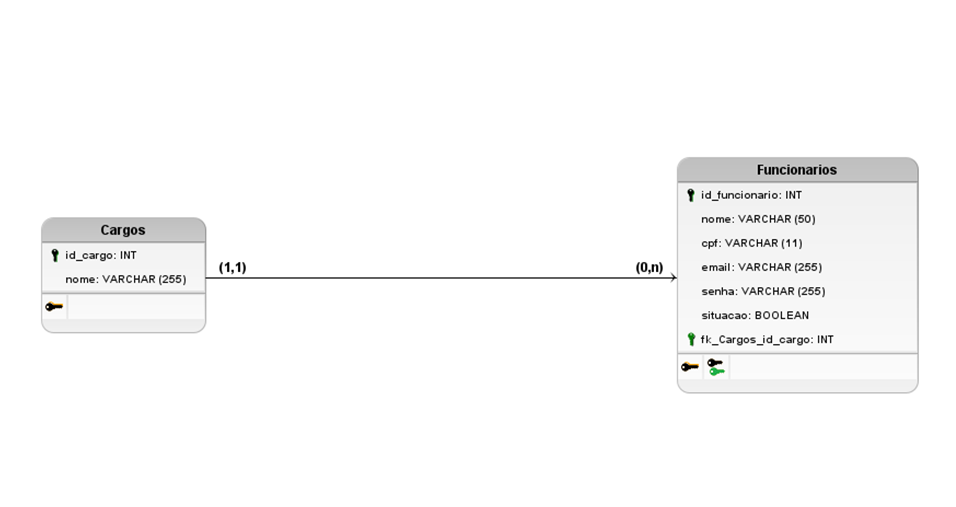 Cargos
id_cargo: INT
nome: VARCHAR (255)
(1,1)
(0,n)
Funcionarios
id_funcionario: INT
nome: VARCHAR (50)
cpf: VARCHAR (11)
email: VARCHAR (255)
senha: VARCHAR (255)
situacao: BOOLEAN
fk_Cargos_id_cargo: INT